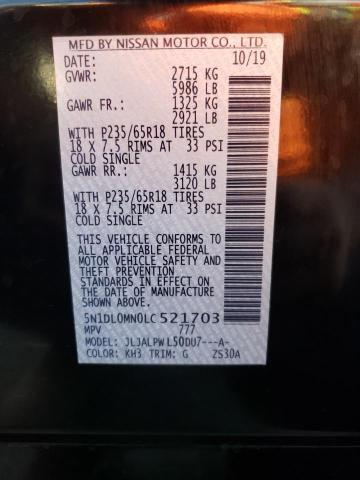 MFD BY NISSAN MOTOR CO., LTD.
DATE: 10/19
GVWR: 2715 KG
5986 LB
GAWR FR.: 1325 KG
2921 LB
WITH P235/65R18 TIRES
18 X 7.5 RIMS AT 33 PSI
COLD SINGLE
GAWR RR.: 1415 KG
3120 LB
WITH P235/65R18 TIRES
18 X 7.5 RIMS AT 33 PSI
COLD SINGLE
THIS VEHICLE CONFORMS TO
ALL APPLICABLE FEDERAL
MOTOR VEHICLE SAFETY
AND THEFT PREVENTION
STANDARDS IN EFFECT ON
THE DATE OF MANUFACTURE
SHOWN ABOVE.
5N1DL0MN0LC521703
MPV 777
MODEL: JLJALPWL50DU7---A-
COLOR: KH3 TRIM: G ZS30A